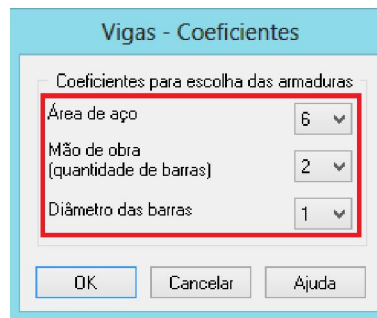 Vigas - Coeficientes
Coeficientes para escolha das armaduras
Área de aço
6
Mão de obra
(quantidade de barras)
2
Diâmetro das barras
1
OK
Cancelar
Ajuda